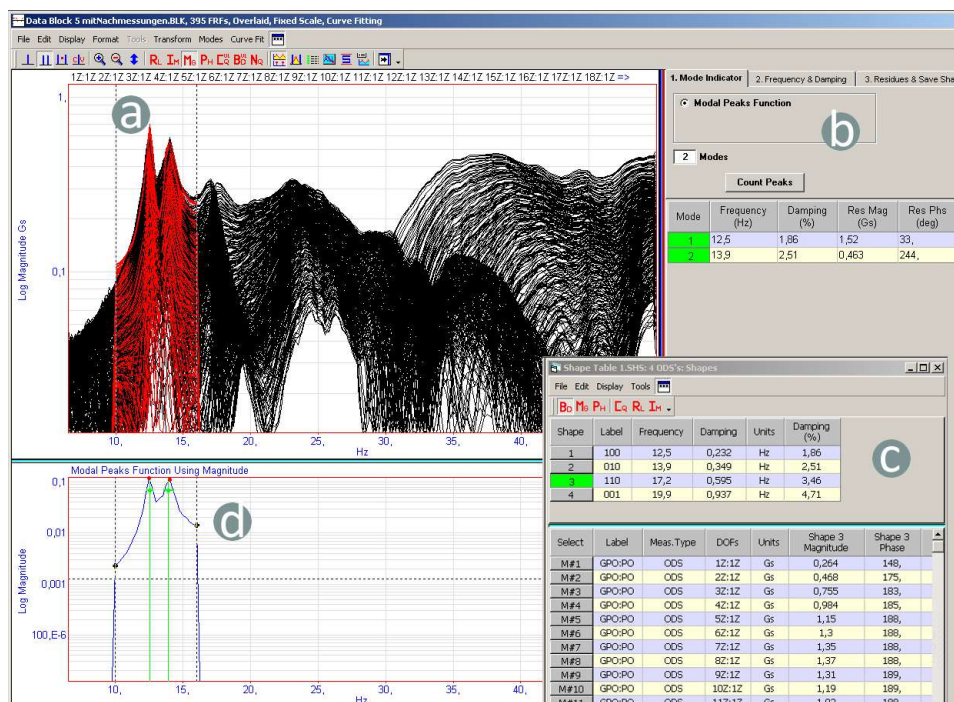 Data Block 5 mitNachmessungen.BLK, 395 FRFs, Overlaid, Fixed Scale, Curve Fitting
File Edit Display Format Tools Transform Modes Curve Fit
1Z:1Z 2Z:1Z 3Z:1Z 4Z:1Z 5Z:1Z 6Z:1Z 7Z:1Z 8Z:1Z 9Z:1Z 10Z:1Z 11Z:1Z 12Z:1Z 13Z:1Z 14Z:1Z 15Z:1Z 16Z:1Z 17Z:1Z 18Z:1Z =>
1,
0,1
Log Magnitude Gs
a
10, 15, 20, 25, 30, 35, 40,
Hz
1. Mode Indicator 2. Frequency & Damping 3. Residues & Save Sha
Modal Peaks Function
b
2 Modes
Count Peaks
Mode Frequency (Hz) Damping (%) Res Mag (Gs) Res Phs (deg)
1 12,5 1,86 1,52 33,
2 13,9 2,51 0,463 244,
Modal Peaks Function Using Magnitude
0,1
0,01
0,001
100,E-6
Log Magnitude
d
10, 15, 20, 25, 30, 35, 40,
Hz
Shape Table 1.SHS: 4 ODS's: Shapes
File Edit Display Tools
Shape Label Frequency Damping Units Damping (%)
1 100 12,5 0,232 Hz 1,86
2 010 13,9 0,349 Hz 2,51
3 110 17,2 0,595 Hz 3,46
4 001 19,9 0,937 Hz 4,71
c
Select Label Meas.Type DOFs Units Shape 3 Magnitude Shape 3 Phase
M#1 GPO:PO ODS 1Z:1Z Gs 0,264 148,
M#2 GPO:PO ODS 2Z:1Z Gs 0,468 175,
M#3 GPO:PO ODS 3Z:1Z Gs 0,755 183,
M#4 GPO:PO ODS 4Z:1Z Gs 0,984 185,
M#5 GPO:PO ODS 5Z:1Z Gs 1,15 188,
M#6 GPO:PO ODS 6Z:1Z Gs 1,3 188,
M#7 GPO:PO ODS 7Z:1Z Gs 1,35 188,
M#8 GPO:PO ODS 8Z:1Z Gs 1,37 188,
M#9 GPO:PO ODS 9Z:1Z Gs 1,31 189,
M#10 GPO:PO ODS 10Z:1Z Gs 1,19 189,